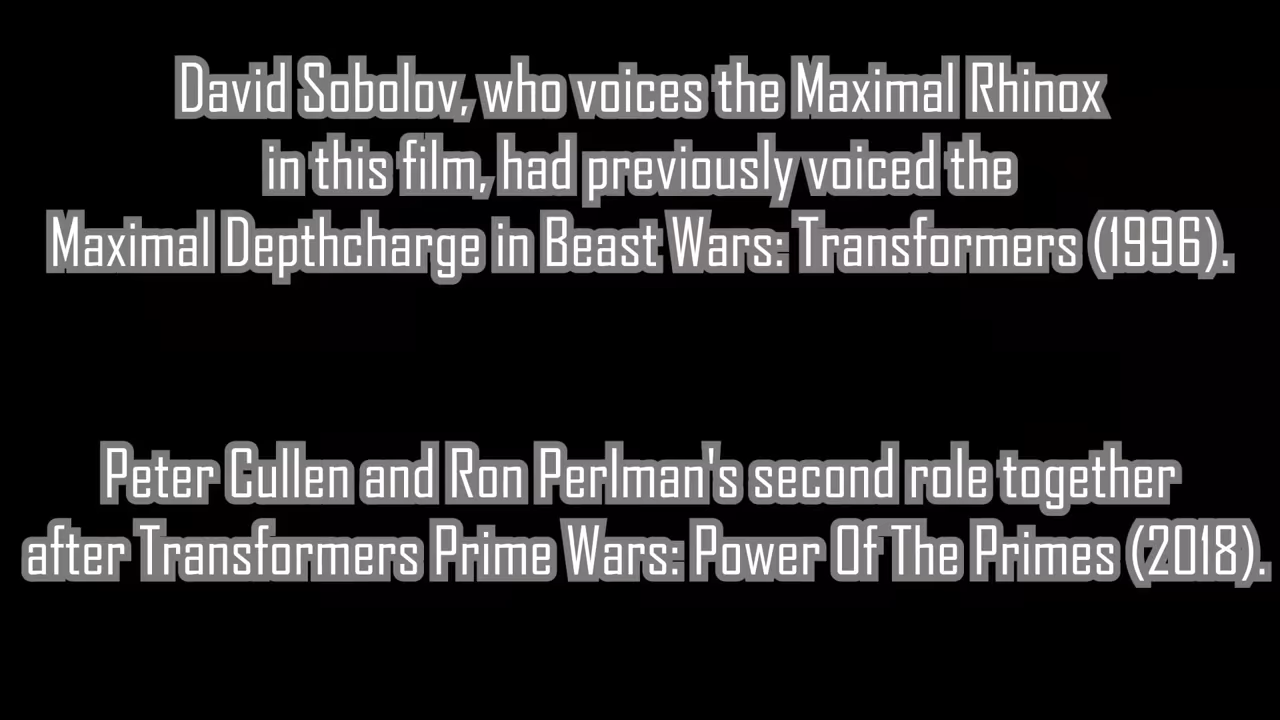 David Sobolov, who voices the Maximal Rhinox
in this film, had previously voiced the
Maximal Depthcharge in Beast Wars: Transformers (1996).
Peter Cullen and Ron Perlman's second role together
after Transformers Prime Wars: Power Of The Primes (2018).